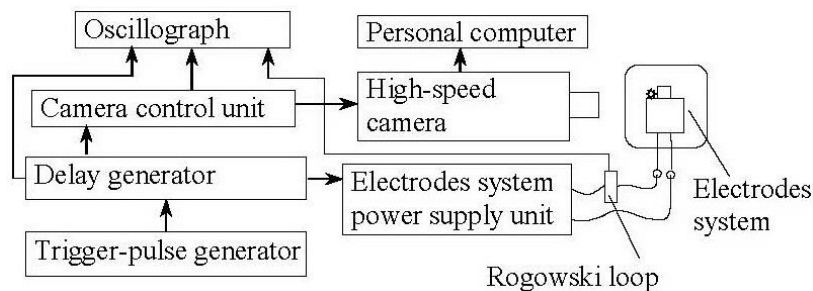 Oscillograph
Personal computer
Camera control unit
High-speed
camera
Delay generator
Electrodes system
power supply unit
Electrodes
system
Trigger-pulse generator
Rogowski loop